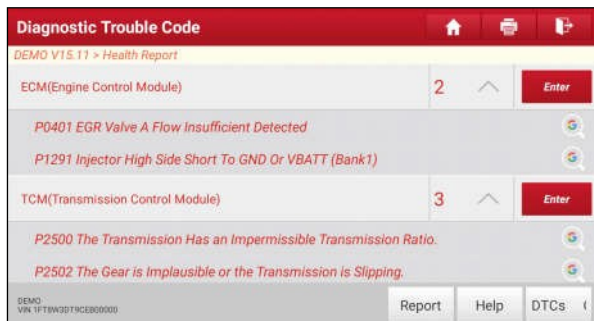 Diagnostic Trouble Code
DEMO V15.11 > Health Report
ECM(Engine Control Module) 2 Enter
P0401 EGR Valve A Flow Insufficient Detected
P1291 Injector High Side Short To GND Or VBATT (Bank1)
TCM(Transmission Control Module) 3 Enter
P2500 The Transmission Has an Impermissible Transmission Ratio.
P2502 The Gear is Implausible or the Transmission is Slipping.
DEMO
VIN 1FT8W3DT9CEB00000
Report Help DTCs